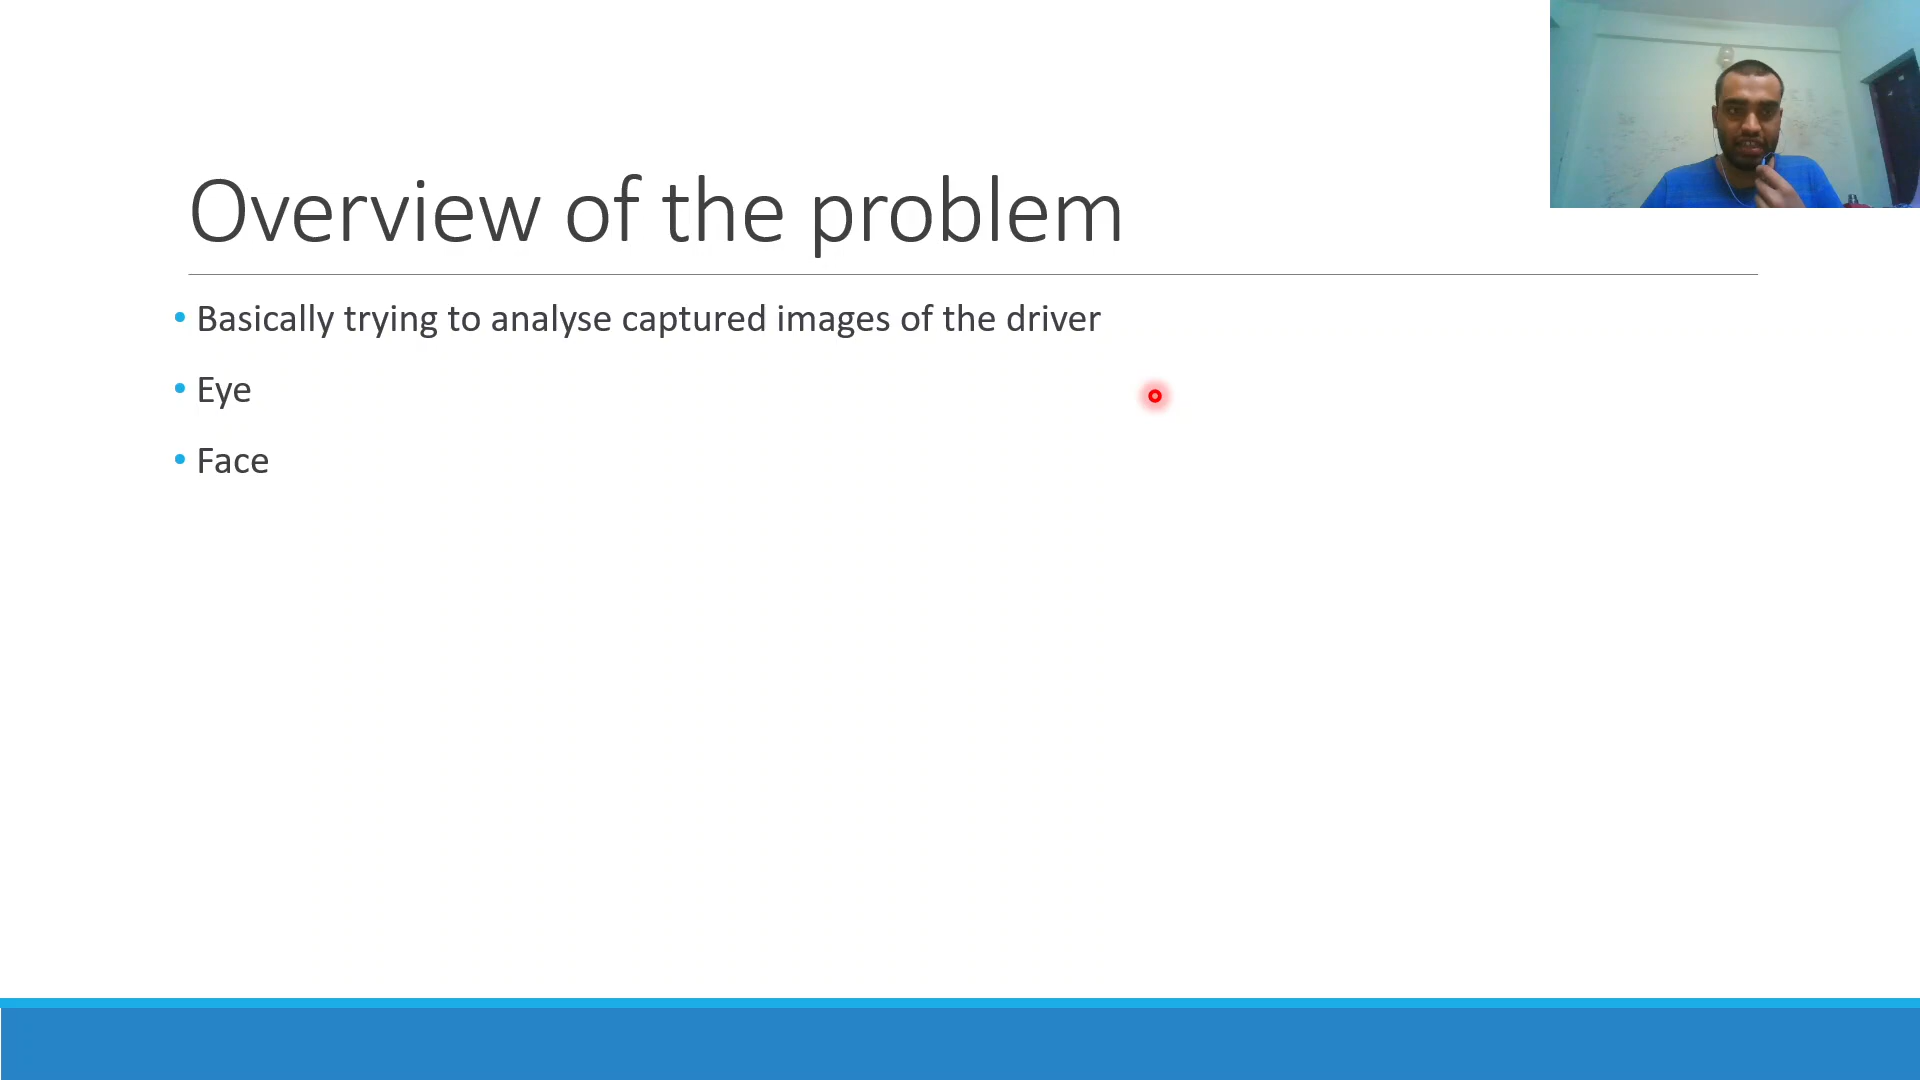 Overview of the problem
• Basically trying to analyse captured images of the driver
• Eye
• Face